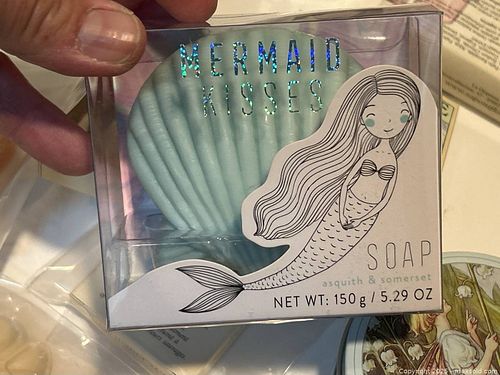 MERMAID
KISSES
SOAP
asquith & somerset
NET WT: 150g / 5.29 OZ